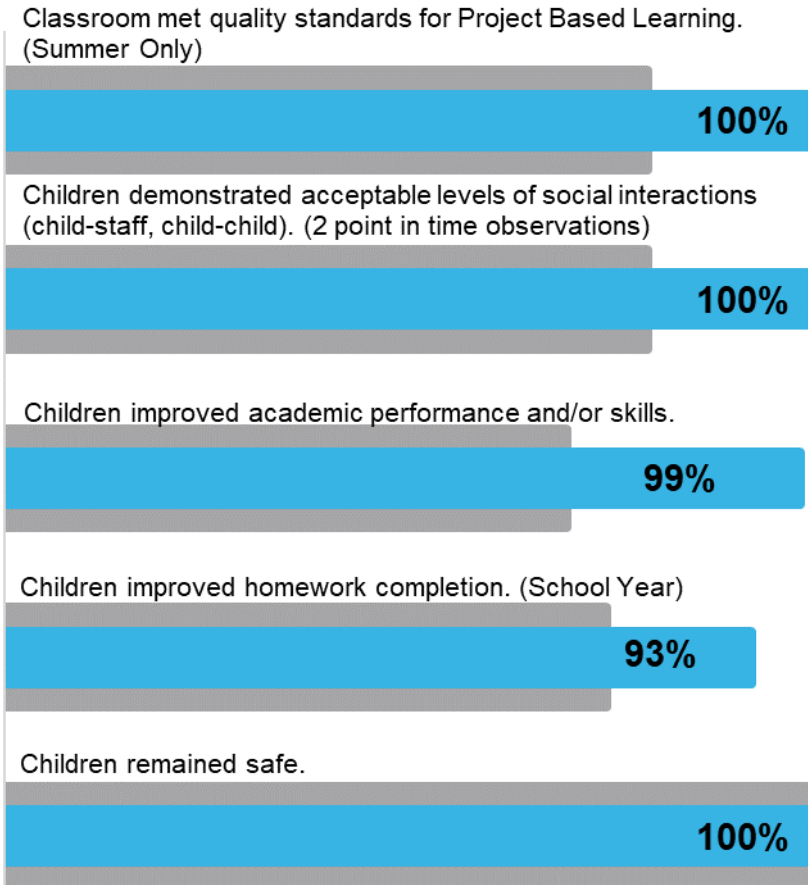 Classroom met quality standards for Project Based Learning.
(Summer Only)
100%
Children demonstrated acceptable levels of social interactions
(child-staff, child-child). (2 point in time observations)
100%
Children improved academic performance and/or skills.
99%
Children improved homework completion. (School Year)
93%
Children remained safe.
100%